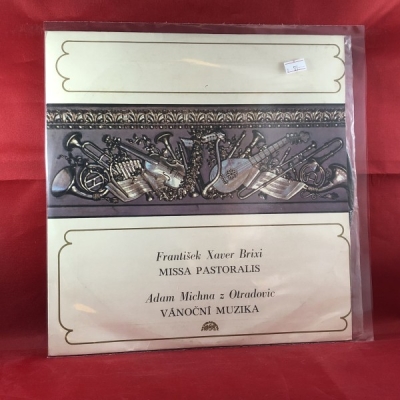 František Xaver Brixi
MISSA PASTORALIS
Adam Michna z Otradovic
VÁNOČNÍ MUZIKA